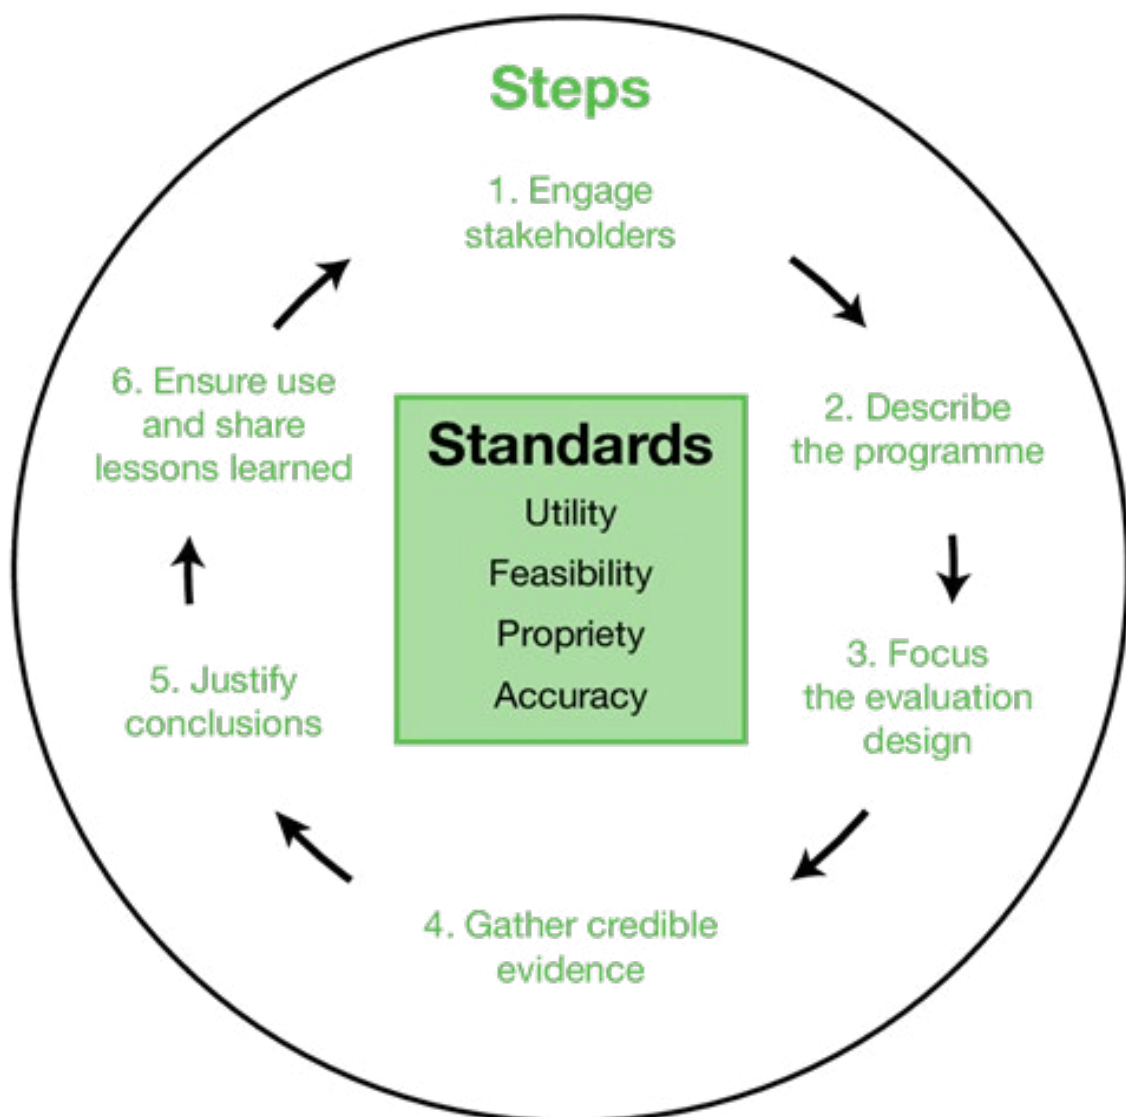 Steps
1. Engage
stakeholders
2. Describe
the programme
3. Focus
the evaluation
design
4. Gather credible
evidence
5. Justify
conclusions
6. Ensure use
and share
lessons learned
Standards
Utility
Feasibility
Propriety
Accuracy